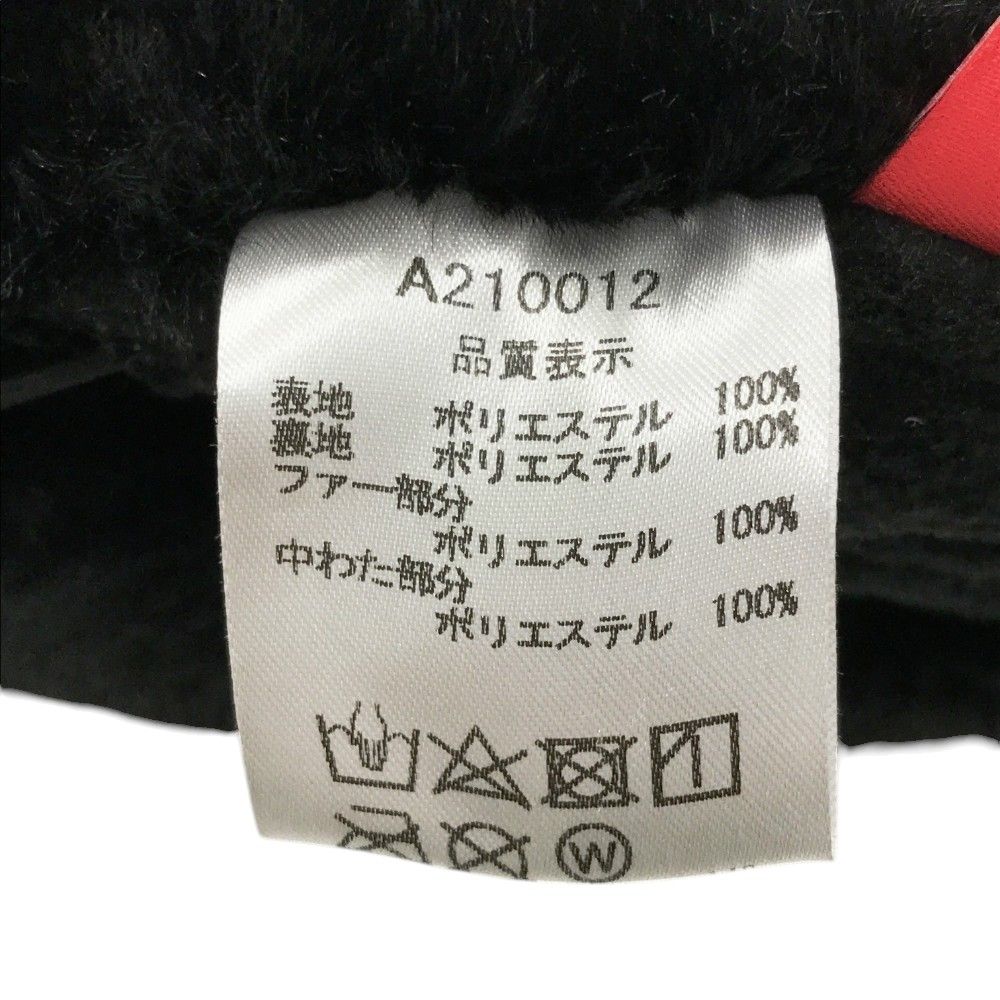 A210012
品質表示
表地 ポリエステル 100%
裏地 ポリエステル 100%
ファー部分
ポリエステル 100%
中わた部分
ポリエステル 100%
W